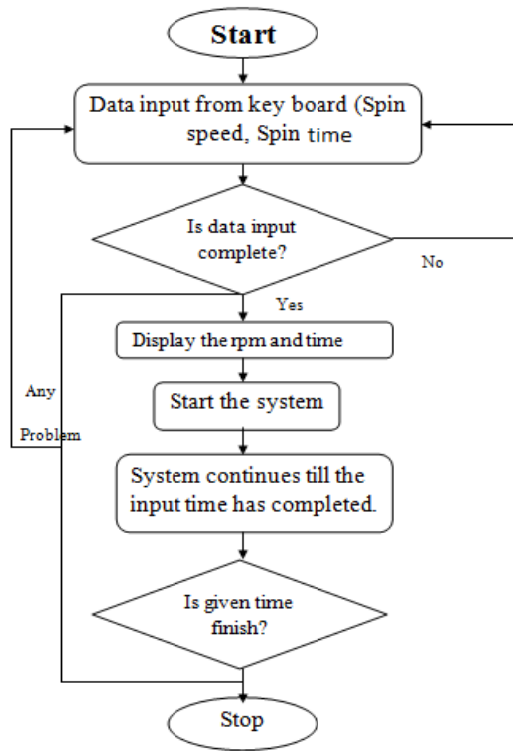 Start
Data input from key board (Spin
speed, Spin time
Is data input
complete?
No
Yes
Display the rpm and time
Any
Problem
Start the system
System continues till the
input time has completed.
Is given time
finish?
Stop